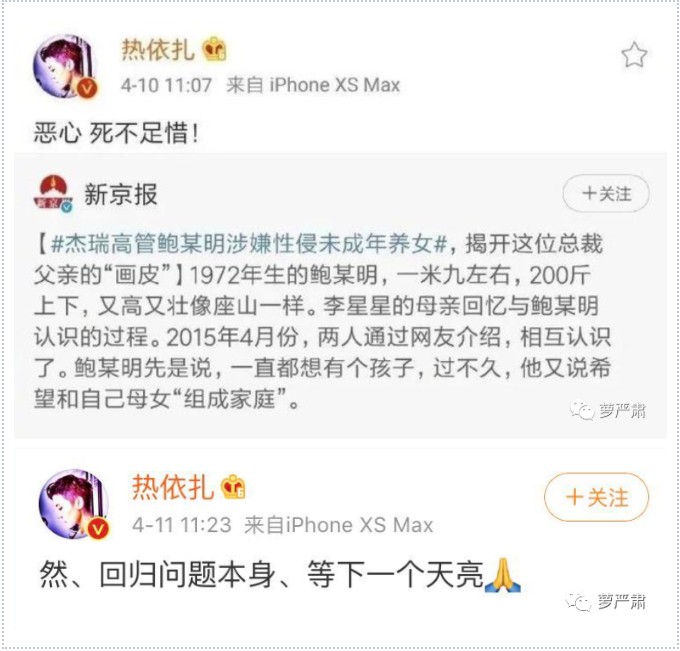 热依扎
4-10 11:07 来自 iPhone XS Max
恶心 死不足惜！
新京报
＋关注
【#杰瑞高管鲍某明涉嫌性侵未成年养女#，揭开这位总裁
父亲的“画皮”】1972年生的鲍某明，一米九左右，200斤
上下，又高又壮像座山一样。李星星的母亲回忆与鲍某明
认识的过程。2015年4月份，两人通过网友介绍，相互认识
了。鲍某明先是说，一直都想有个孩子，过不久，他又说希
望和自己母女“组成家庭”。
萝严肃
热依扎
＋关注
4-11 11:23 来自iPhone XS Max
然、回归问题本身、等下一个天亮🙏
萝严肃